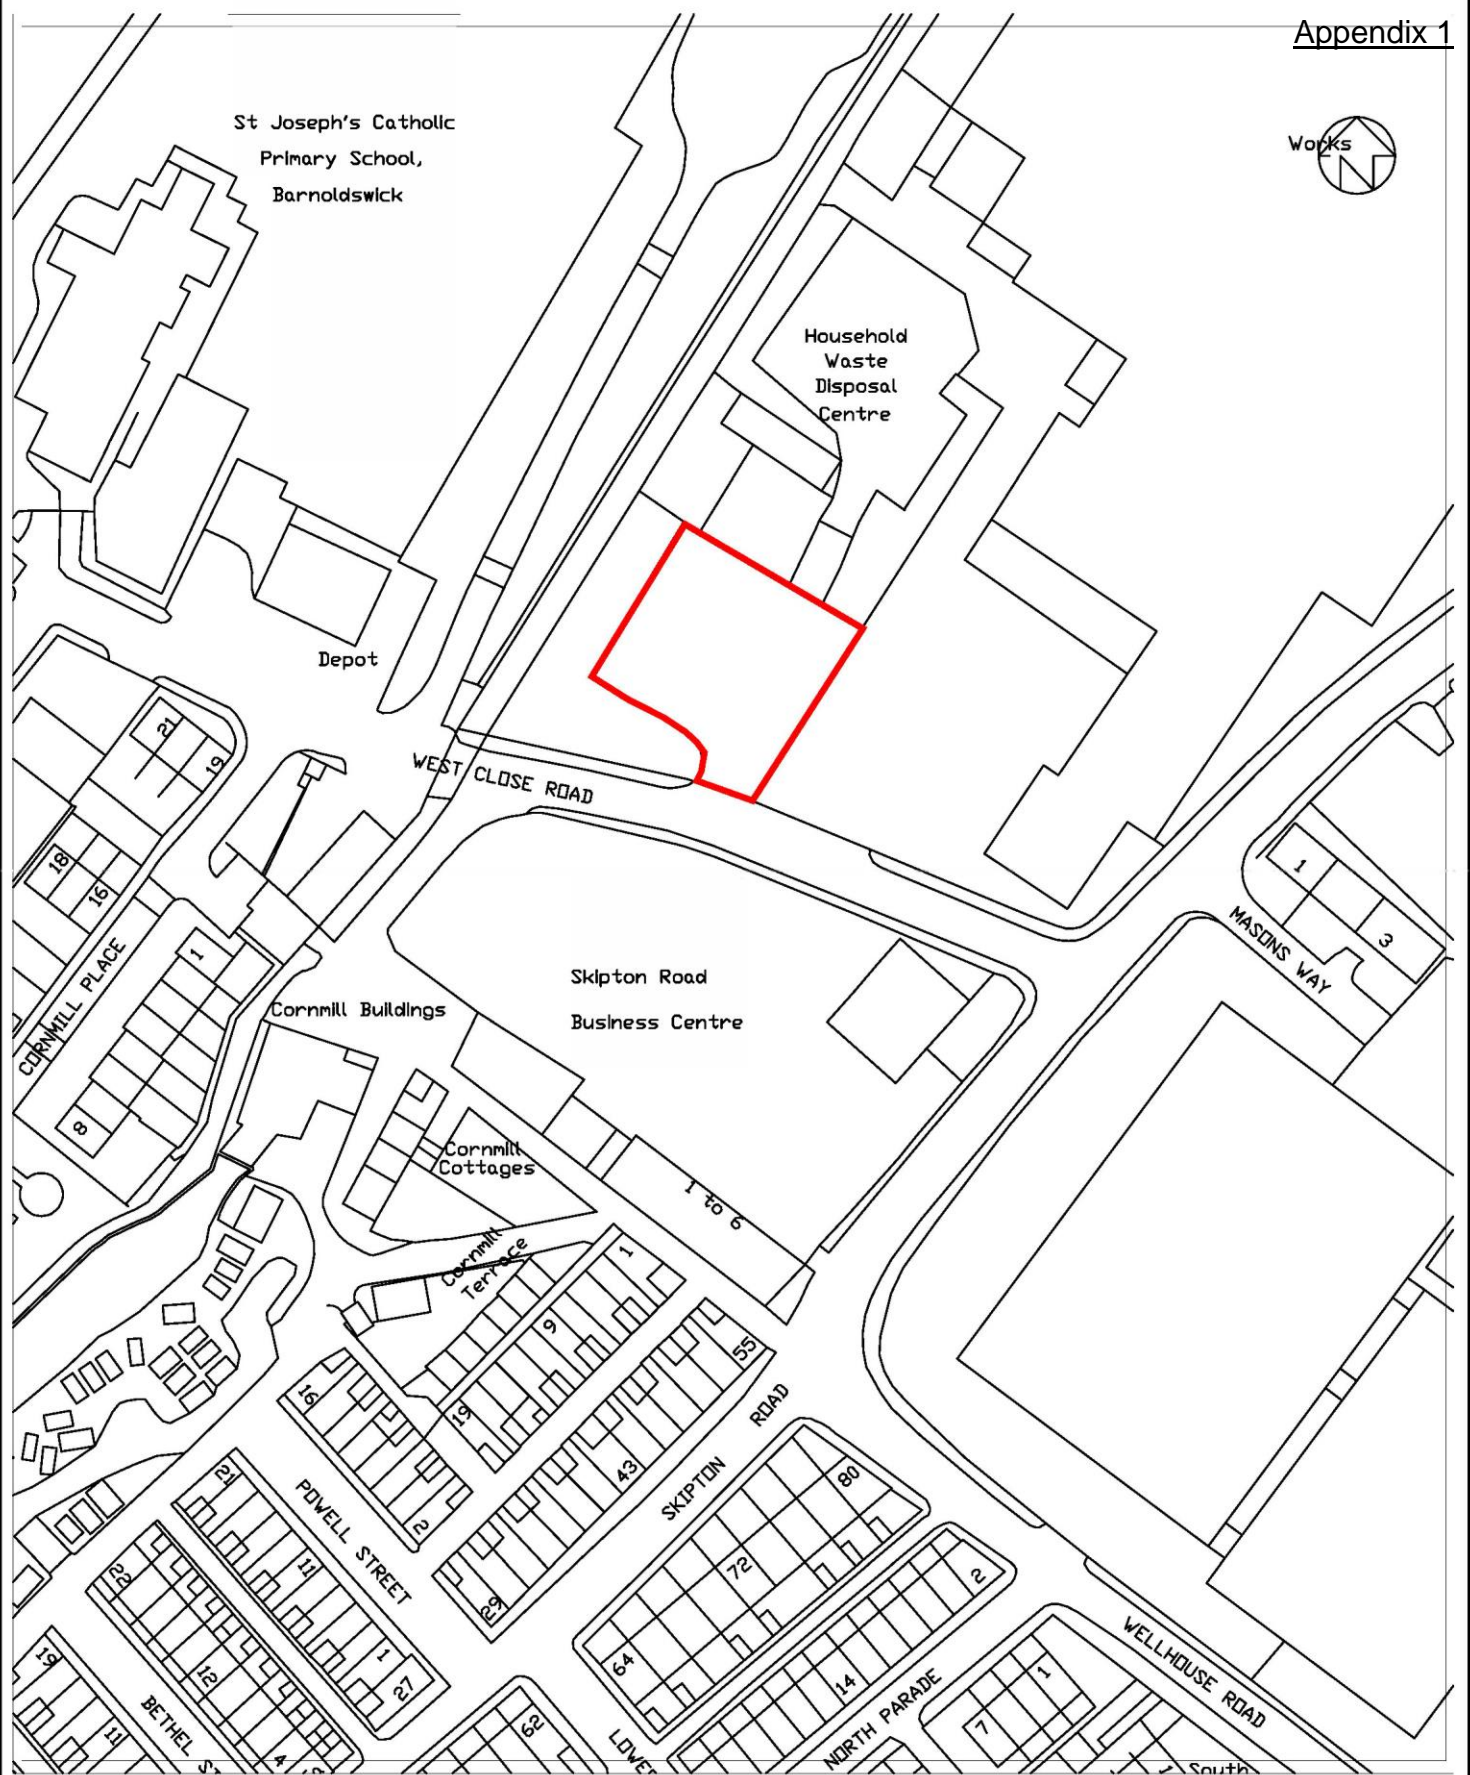 Appendix 1
St Joseph's Catholic
Primary School,
Barnoldswick
Works
N
Household
Waste
Disposal
Centre
Depot
21
19
WEST CLOSE ROAD
18
16
1
3
MASONS WAY
CORNMILL PLACE
1
8
Skipton Road
Business Centre
Cornmill Buildings
Cornmill
Cottages
1 to 6
Cornmill
Terrace
1
9
19
55
43
29
16
2
SKIPTON ROAD
POWELL STREET
21
11
1
27
22
12
4
19
11
BETHEL S
80
72
64
2
14
62
LOWE
NORTH PARADE
1
7
WELLHOUSE ROAD
South